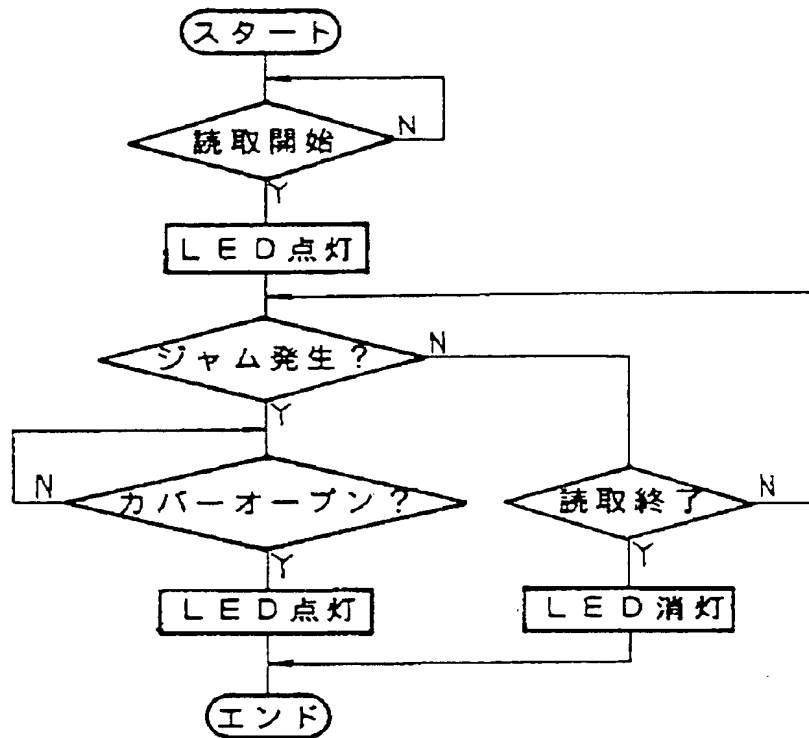 スタート
読取開始
N
Y
LED点灯
ジャム発生?
N
Y
カバーオープン?
N
Y
読取終了
N
Y
LED点灯
LED消灯
エンド